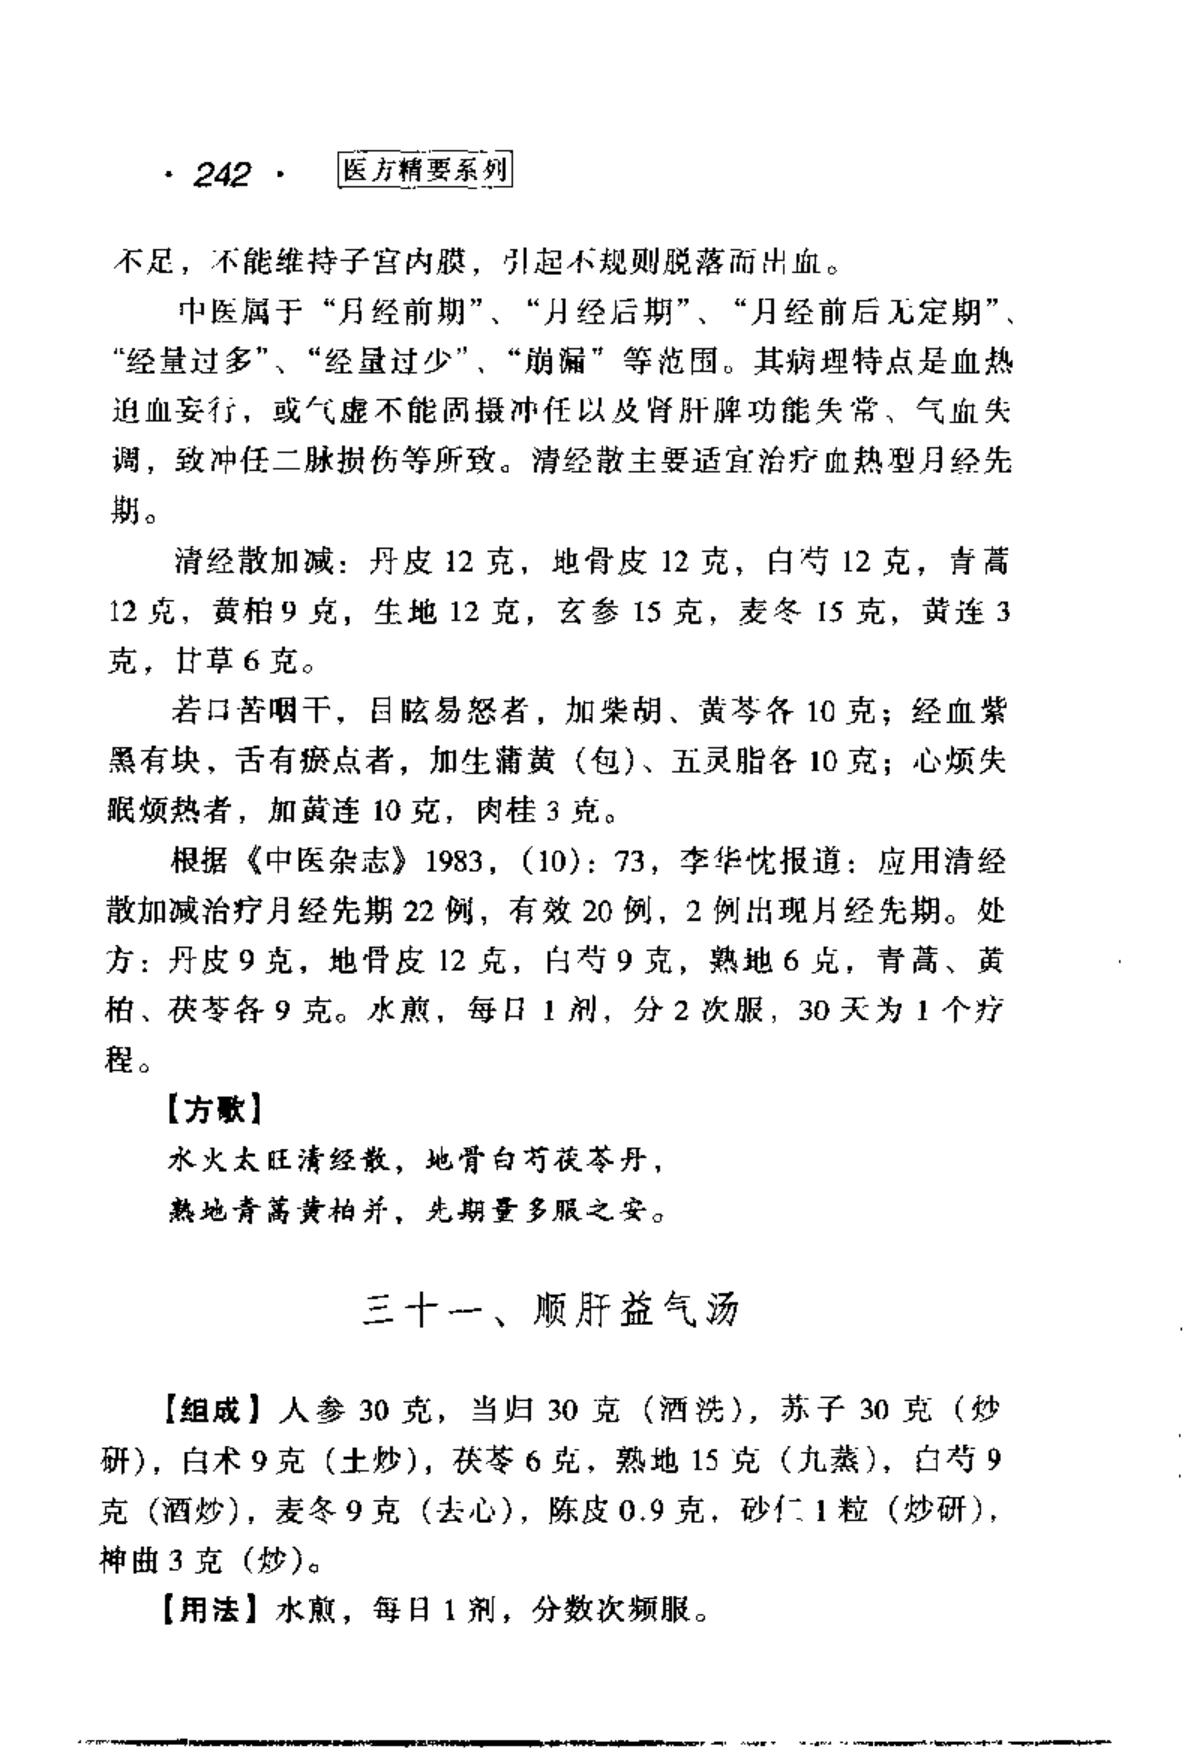 · 242 · 医方精要系列
不足，不能维持子宫内膜，引起不规则脱落而出血。
中医属于“月经前期”、“月经后期”、“月经前后无定期”、
“经量过多”、“经量过少”、“崩漏”等范围。其病理特点是血热
迫血妄行，或气虚不能固摄冲任以及肾肝脾功能失常、气血失
调，致冲任二脉损伤等所致。清经散主要适宜治疗血热型月经先
期。
清经散加减：丹皮 12 克，地骨皮 12 克，白芍 12 克，青蒿
12 克，黄柏 9 克，生地 12 克，玄参 15 克，麦冬 15 克，黄连 3
克，甘草 6 克。
若口苦咽干，目眩易怒者，加柴胡、黄芩各 10 克；经血紫
黑有块，舌有瘀点者，加生蒲黄（包）、五灵脂各 10 克；心烦失
眠烦热者，加黄连 10 克，肉桂 3 克。
根据《中医杂志》1983，（10）：73，李华忱报道：应用清经
散加减治疗月经先期 22 例，有效 20 例，2 例出现月经先期。处
方：丹皮 9 克，地骨皮 12 克，白芍 9 克，熟地 6 克，青蒿、黄
柏、茯苓各 9 克。水煎，每日 1 剂，分 2 次服，30 天为 1 个疗
程。
【方歌】
水火太旺清经散，地骨白芍茯苓丹，
熟地青蒿黄柏并，先期量多服之安。
三十一、顺肝益气汤
【组成】人参 30 克，当归 30 克（酒洗），苏子 30 克（炒
研），白术 9 克（土炒），茯苓 6 克，熟地 15 克（九蒸），白芍 9
克（酒炒），麦冬 9 克（去心），陈皮 0.9 克，砂仁 1 粒（炒研），
神曲 3 克（炒）。
【用法】水煎，每日 1 剂，分数次频服。